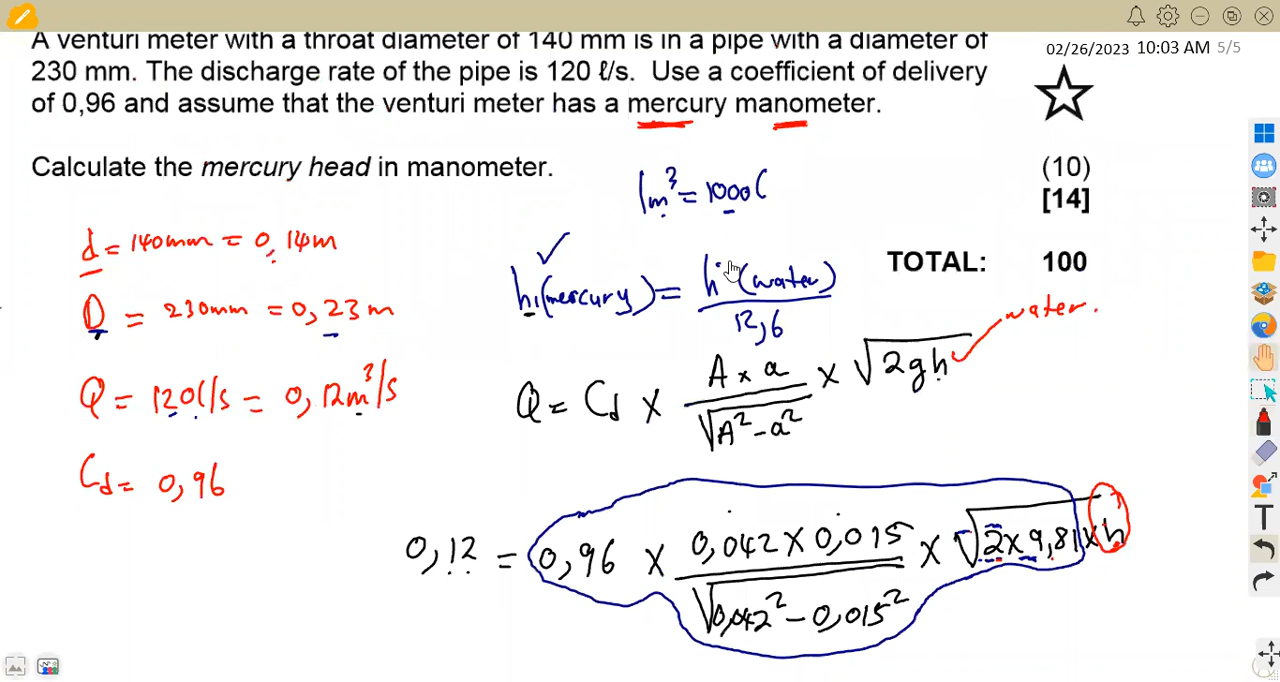 02/26/2023 10:03 AM 5/5
A venturi meter with a throat diameter of 140 mm is in a pipe with a diameter of
230 mm. The discharge rate of the pipe is 120 ℓ/s. Use a coefficient of delivery
of 0,96 and assume that the venturi meter has a mercury manometer.
Calculate the mercury head in manometer.
(10)
[14]
1m³ = 1000l
TOTAL: 100
d = 140mm = 0,14m
D = 230mm = 0,23m
Q = 120l/s = 0,12m³/s
Cd = 0,96
h₁(mercury) = h(water) / 12,6
water.
Q = Cd × A × a / √A² - a² × √2gh
0,12 = 0,96 × 0,042 × 0,015 / √0,042² - 0,015² × √2 × 9,81 × h
T